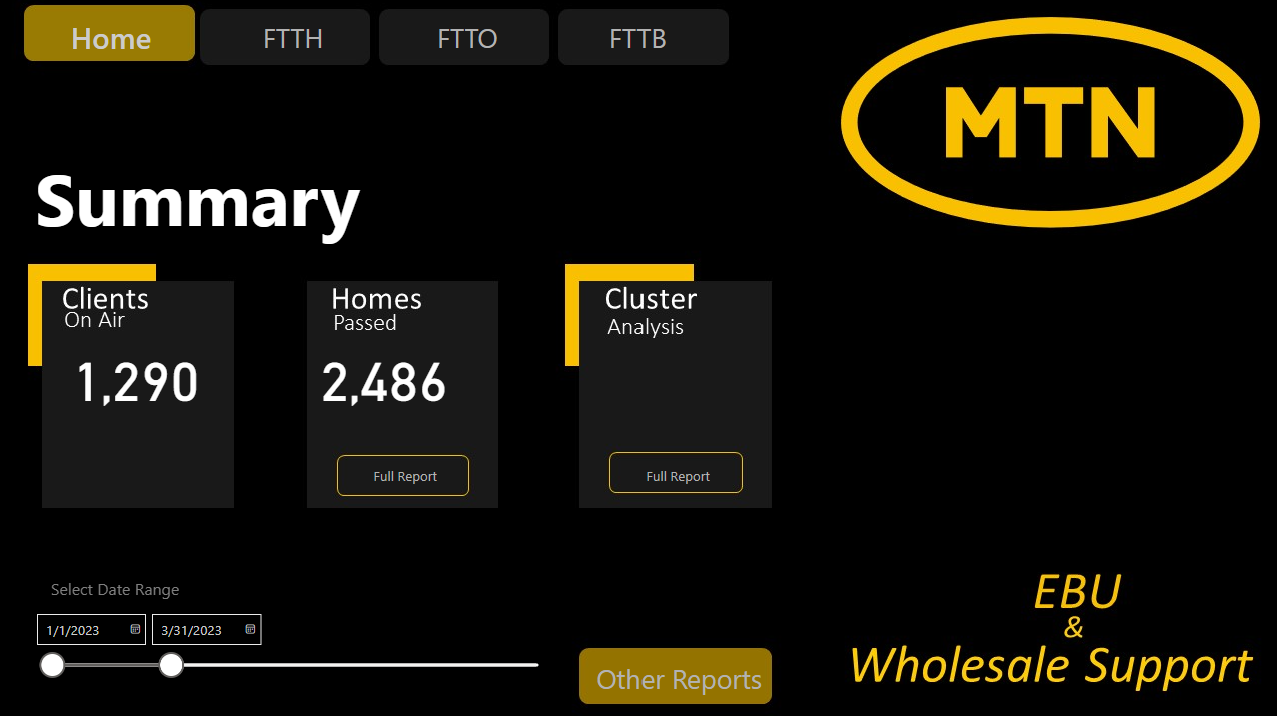 Home
FTTH
FTTO
FTTB
MTN
Summary
Clients
On Air
1,290
Homes
Passed
2,486
Full Report
Cluster
Analysis
Full Report
Select Date Range
1/1/2023
3/31/2023
Other Reports
EBU
&
Wholesale Support